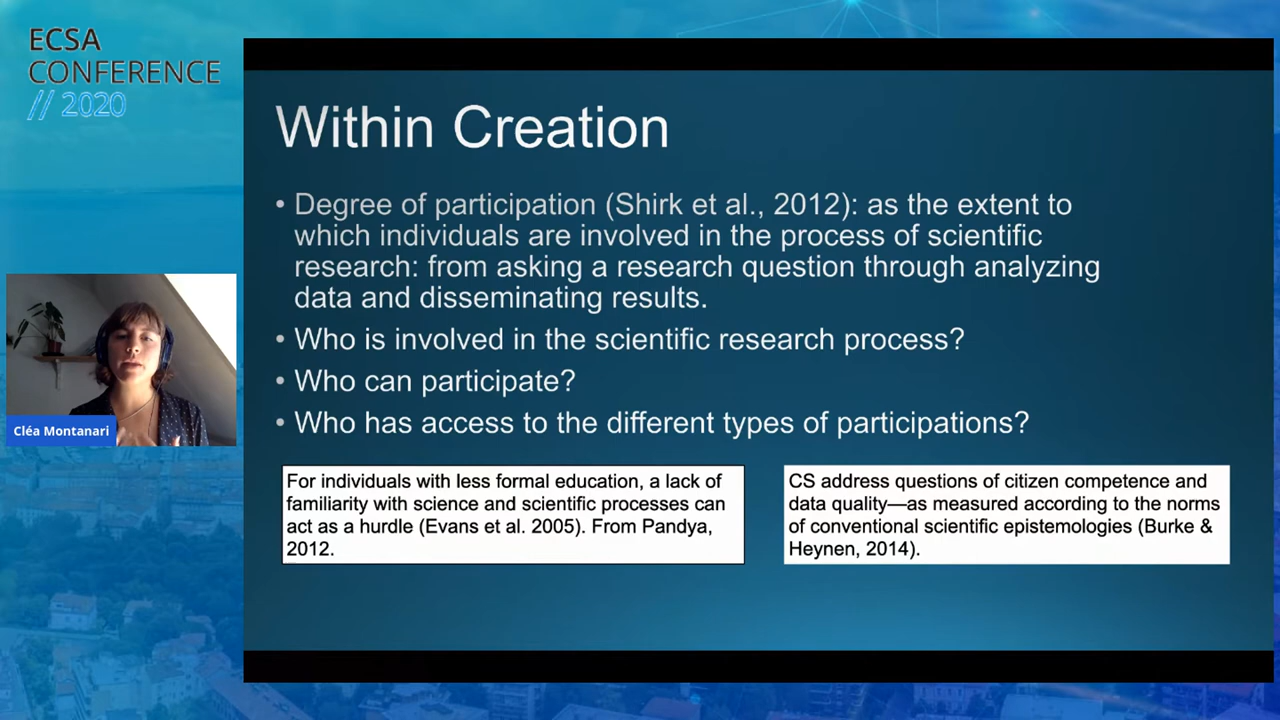 ECSA
CONFERENCE
// 2020
Within Creation
• Degree of participation (Shirk et al., 2012): as the extent to
which individuals are involved in the process of scientific
research: from asking a research question through analyzing
data and disseminating results.
• Who is involved in the scientific research process?
• Who can participate?
• Who has access to the different types of participations?
For individuals with less formal education, a lack of
familiarity with science and scientific processes can
act as a hurdle (Evans et al. 2005). From Pandya,
2012.
CS address questions of citizen competence and
data quality—as measured according to the norms
of conventional scientific epistemologies (Burke &
Heynen, 2014).
Cléa Montanari